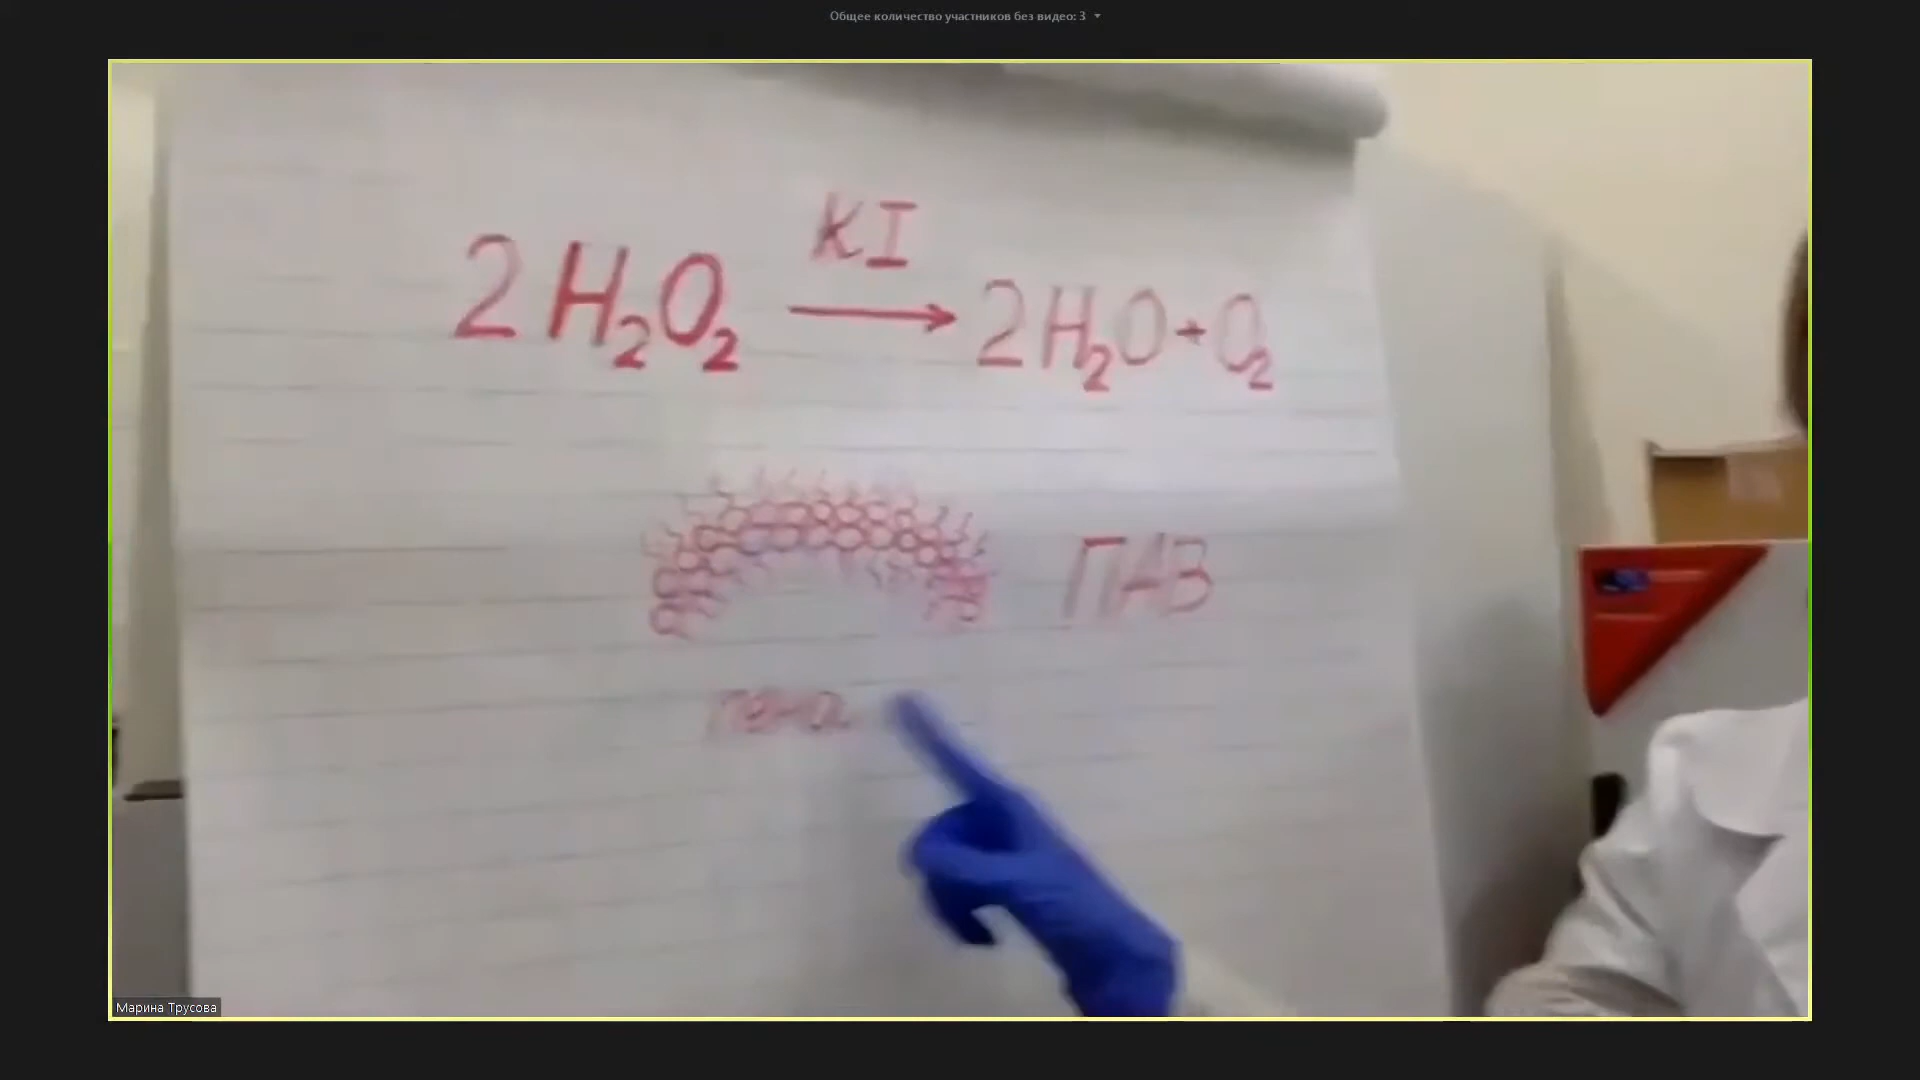 Общее количество участников без видео: 3
KI
2H₂O₂ → 2H₂O + O₂
ПАВ
пена
Марина Трусова